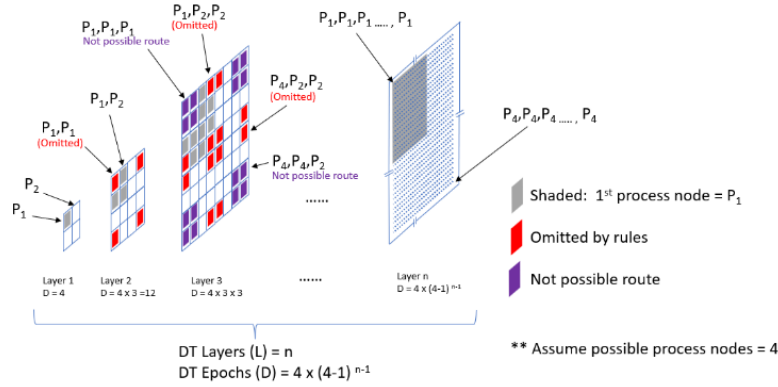 P1,P2,P2
(Omitted)
P1,P1,P1
Not possible route
P1,P1,P1 ....., P1
P4,P2,P2
(Omitted)
P1,P2
P1,P1
(Omitted)
P4,P4,P4 ....., P4
P4,P4,P2
Not possible route
P2
P1
......
Shaded: 1st process node = P1
Omitted by rules
Not possible route
Layer 1
D = 4
Layer 2
D = 4 x 3 =12
Layer 3
D = 4 x 3 x 3
......
Layer n
D = 4 x (4-1) n-1
DT Layers (L) = n
DT Epochs (D) = 4 x (4-1) n-1
** Assume possible process nodes = 4